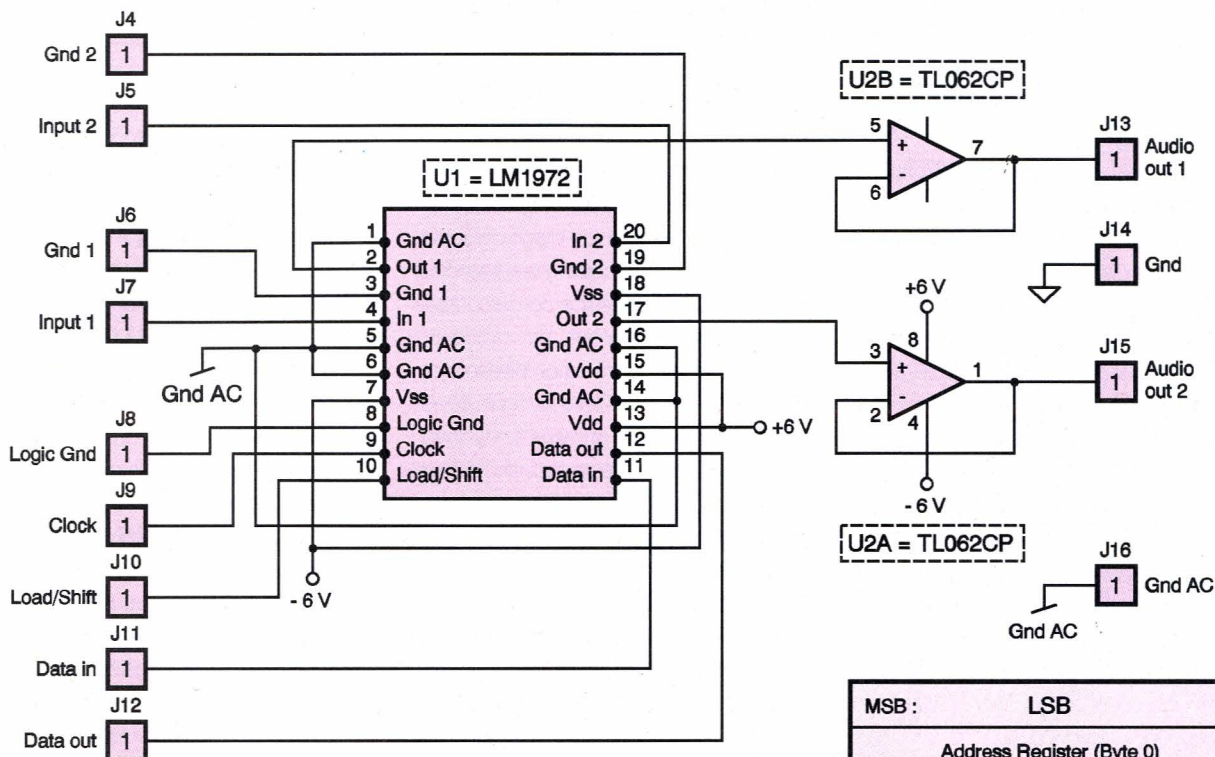 J4
Gnd 2
1
J5
Input 2
1
J6
Gnd 1
1
J7
Input 1
1
Gnd AC
J8
Logic Gnd
1
J9
Clock
1
J10
Load/Shift
1
J11
Data in
1
J12
Data out
1
U1 = LM1972
1 Gnd AC
2 Out 1
3 Gnd 1
4 In 1
5 Gnd AC
6 Gnd AC
7 Vss
8 Logic Gnd
9 Clock
10 Load/Shift
In 2 20
Gnd 2 19
Vss 18
Out 2 17
Gnd AC 16
Vdd 15
Gnd AC 14
Vdd 13
Data out 12
Data in 11
+6 V
- 6 V
U2B = TL062CP
5
+
-
6
7
J13
1
Audio
out 1
J14
1
Gnd
+6 V
8
3
+
-
2
4
1
- 6 V
J15
1
Audio
out 2
U2A = TL062CP
J16
1
Gnd AC
Gnd AC
MSB : LSB
Address Register (Byte 0)